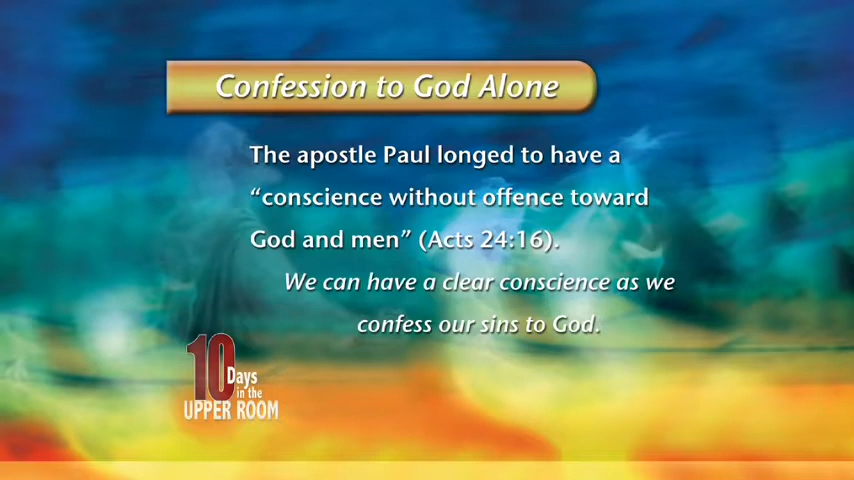 Confession to God Alone
The apostle Paul longed to have a
“conscience without offence toward
God and men” (Acts 24:16).
We can have a clear conscience as we
confess our sins to God.
10 Days
in the
UPPER ROOM